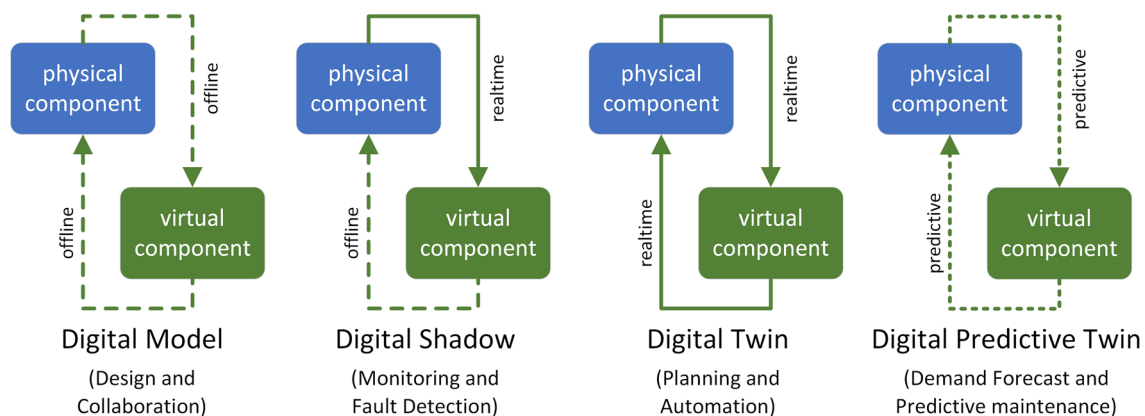 physical
component
offline
offline
virtual
component
Digital Model
(Design and
Collaboration)
physical
component
realtime
offline
virtual
component
Digital Shadow
(Monitoring and
Fault Detection)
physical
component
realtime
realtime
virtual
component
Digital Twin
(Planning and
Automation)
physical
component
predictive
predictive
virtual
component
Digital Predictive Twin
(Demand Forecast and
Predictive maintenance)